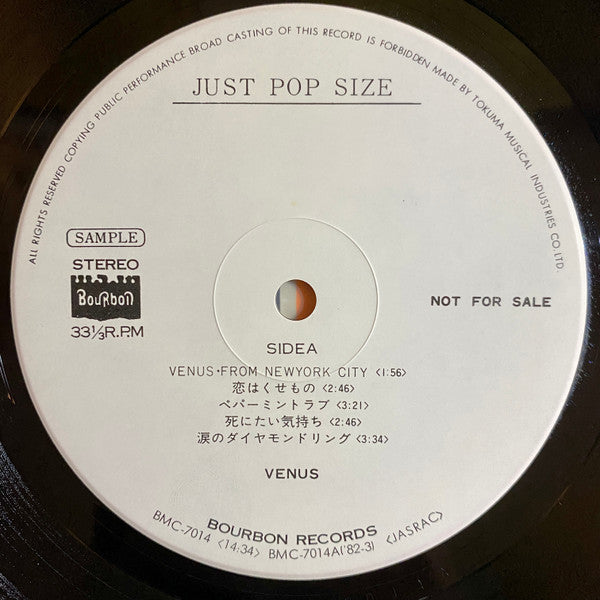 ALL RIGHTS RESERVED COPYING PUBLIC PERFORMANCE BROAD CASTING OF THIS RECORD IS FORBIDDEN MADE BY TOKUMA MUSICAL INDUSTRIES CO. LTD.
JUST POP SIZE
SAMPLE
STEREO
BouRbon
33⅓R.P.M
NOT FOR SALE
SIDEA
VENUS・FROM NEWYORK CITY <1:56>
恋はくせもの <2:46>
ペパーミントラブ <3:21>
死にたい気持ち <2:46>
涙のダイヤモンドリング <3:34>
VENUS
BOURBON RECORDS
BMC-7014 <14:34> BMC-7014A('82-3) <JASRAC>